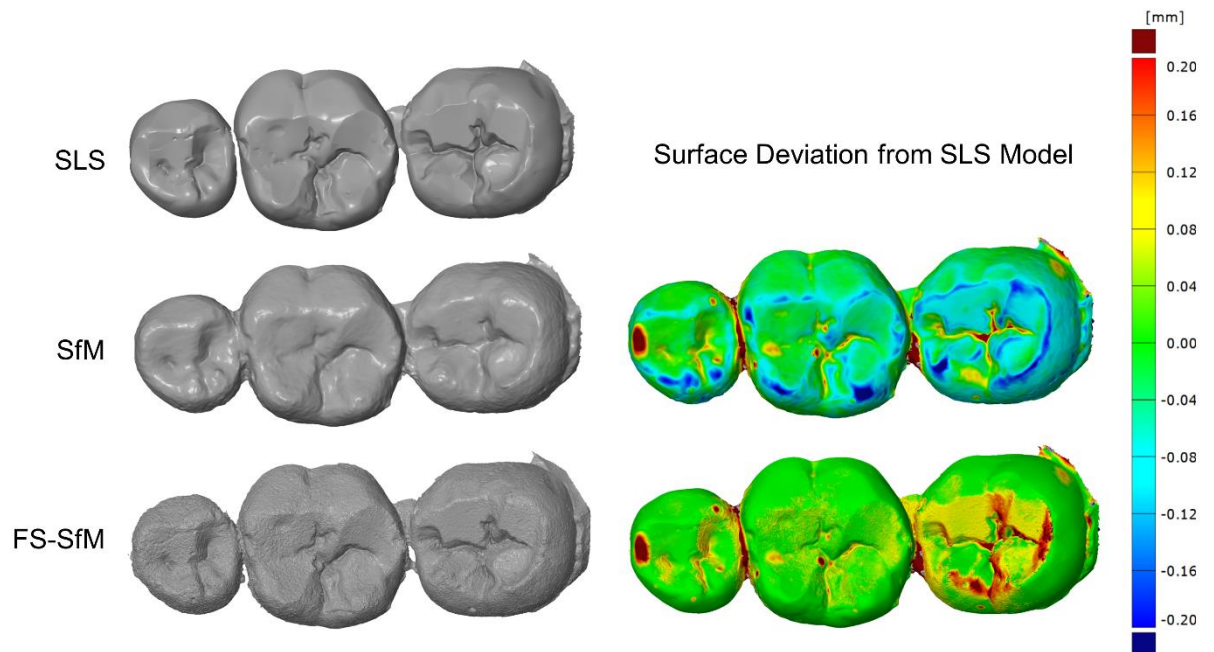 [mm]
0.20
SLS
Surface Deviation from SLS Model
0.16
0.12
0.08
0.04
SfM
0.00
-0.04
-0.08
FS-SfM
-0.12
-0.16
-0.20